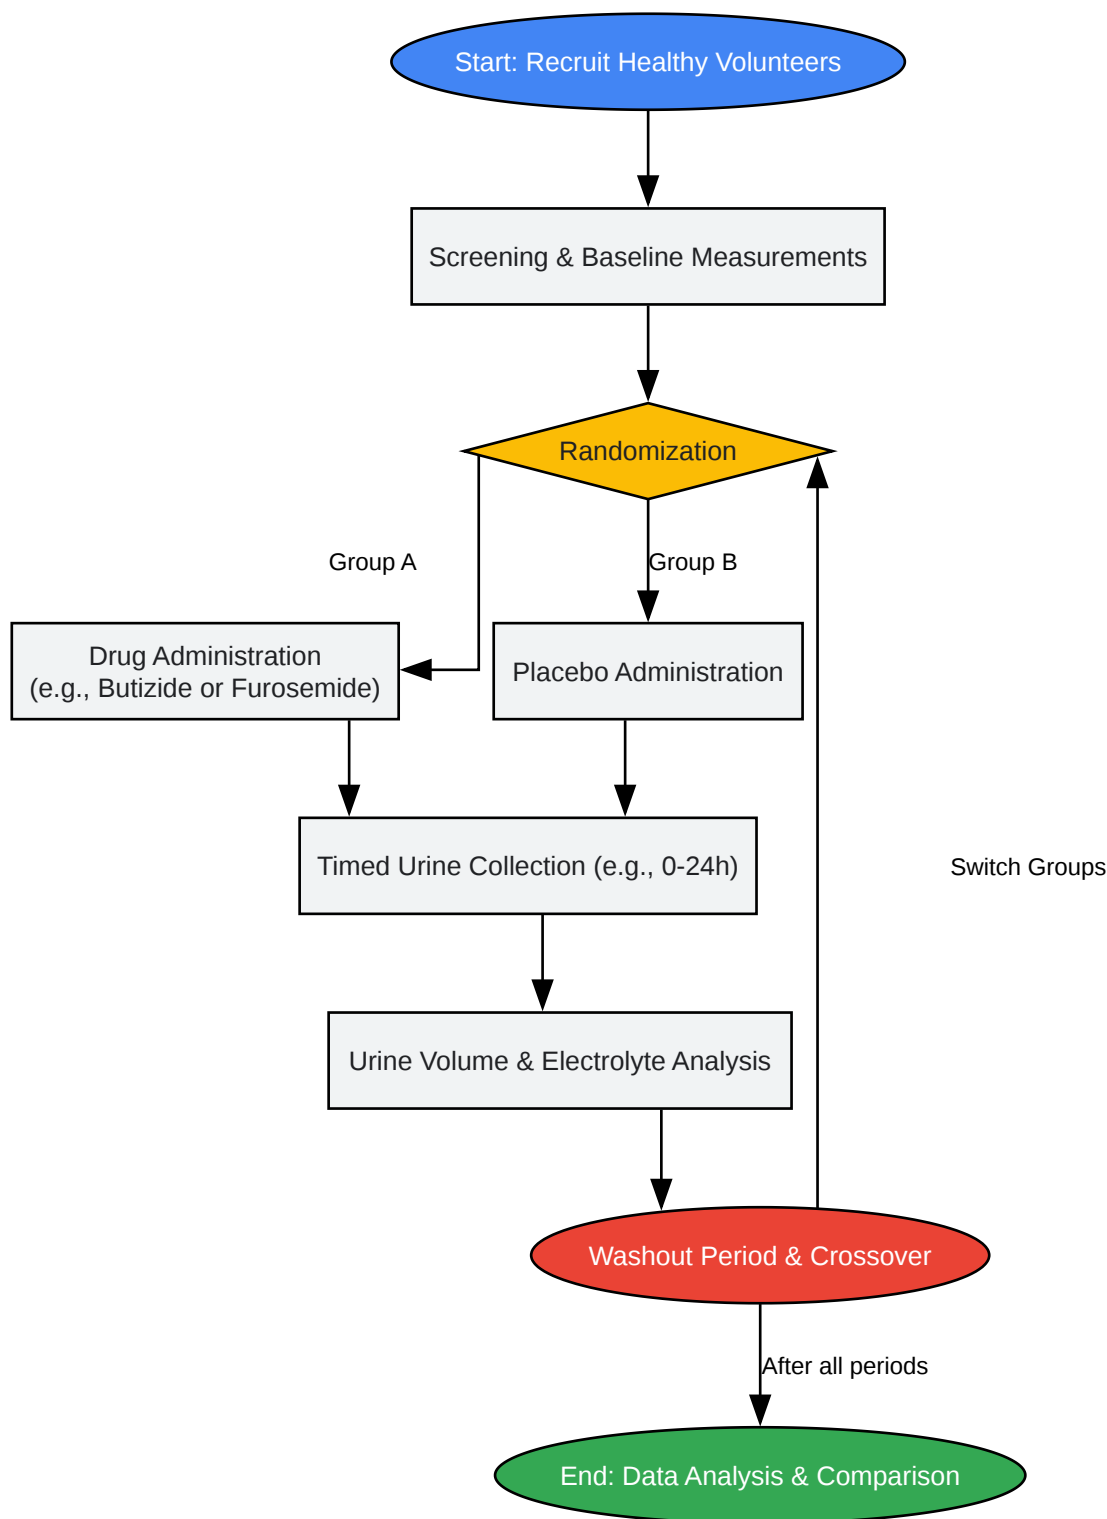 Start: Recruit Healthy Volunteers
Screening & Baseline Measurements
Randomization
Group A
Group B
Drug Administration
(e.g., Butizide or Furosemide)
Placebo Administration
Timed Urine Collection (e.g., 0-24h)
Switch Groups
Urine Volume & Electrolyte Analysis
Washout Period & Crossover
After all periods
End: Data Analysis & Comparison